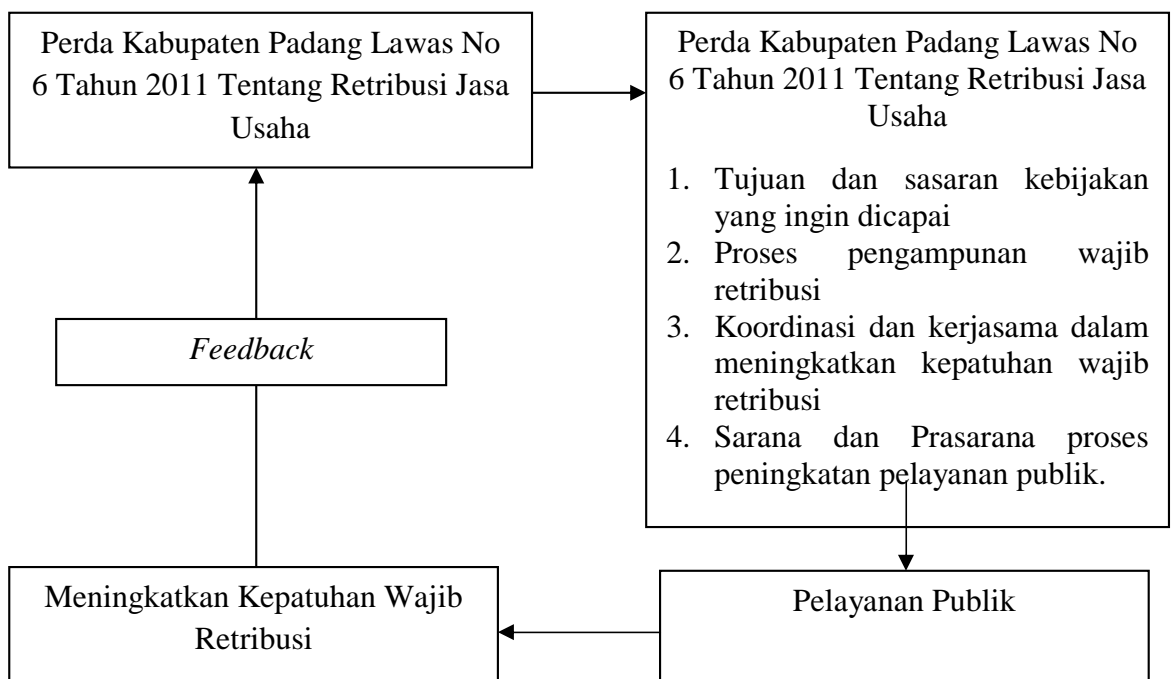 Perda Kabupaten Padang Lawas No
6 Tahun 2011 Tentang Retribusi Jasa
Usaha
Perda Kabupaten Padang Lawas No
6 Tahun 2011 Tentang Retribusi Jasa
Usaha
1. Tujuan dan sasaran kebijakan
yang ingin dicapai
2. Proses pengampunan wajib
retribusi
3. Koordinasi dan kerjasama dalam
meningkatkan kepatuhan wajib
retribusi
4. Sarana dan Prasarana proses
peningkatan pelayanan publik.
Feedback
Meningkatkan Kepatuhan Wajib
Retribusi
Pelayanan Publik